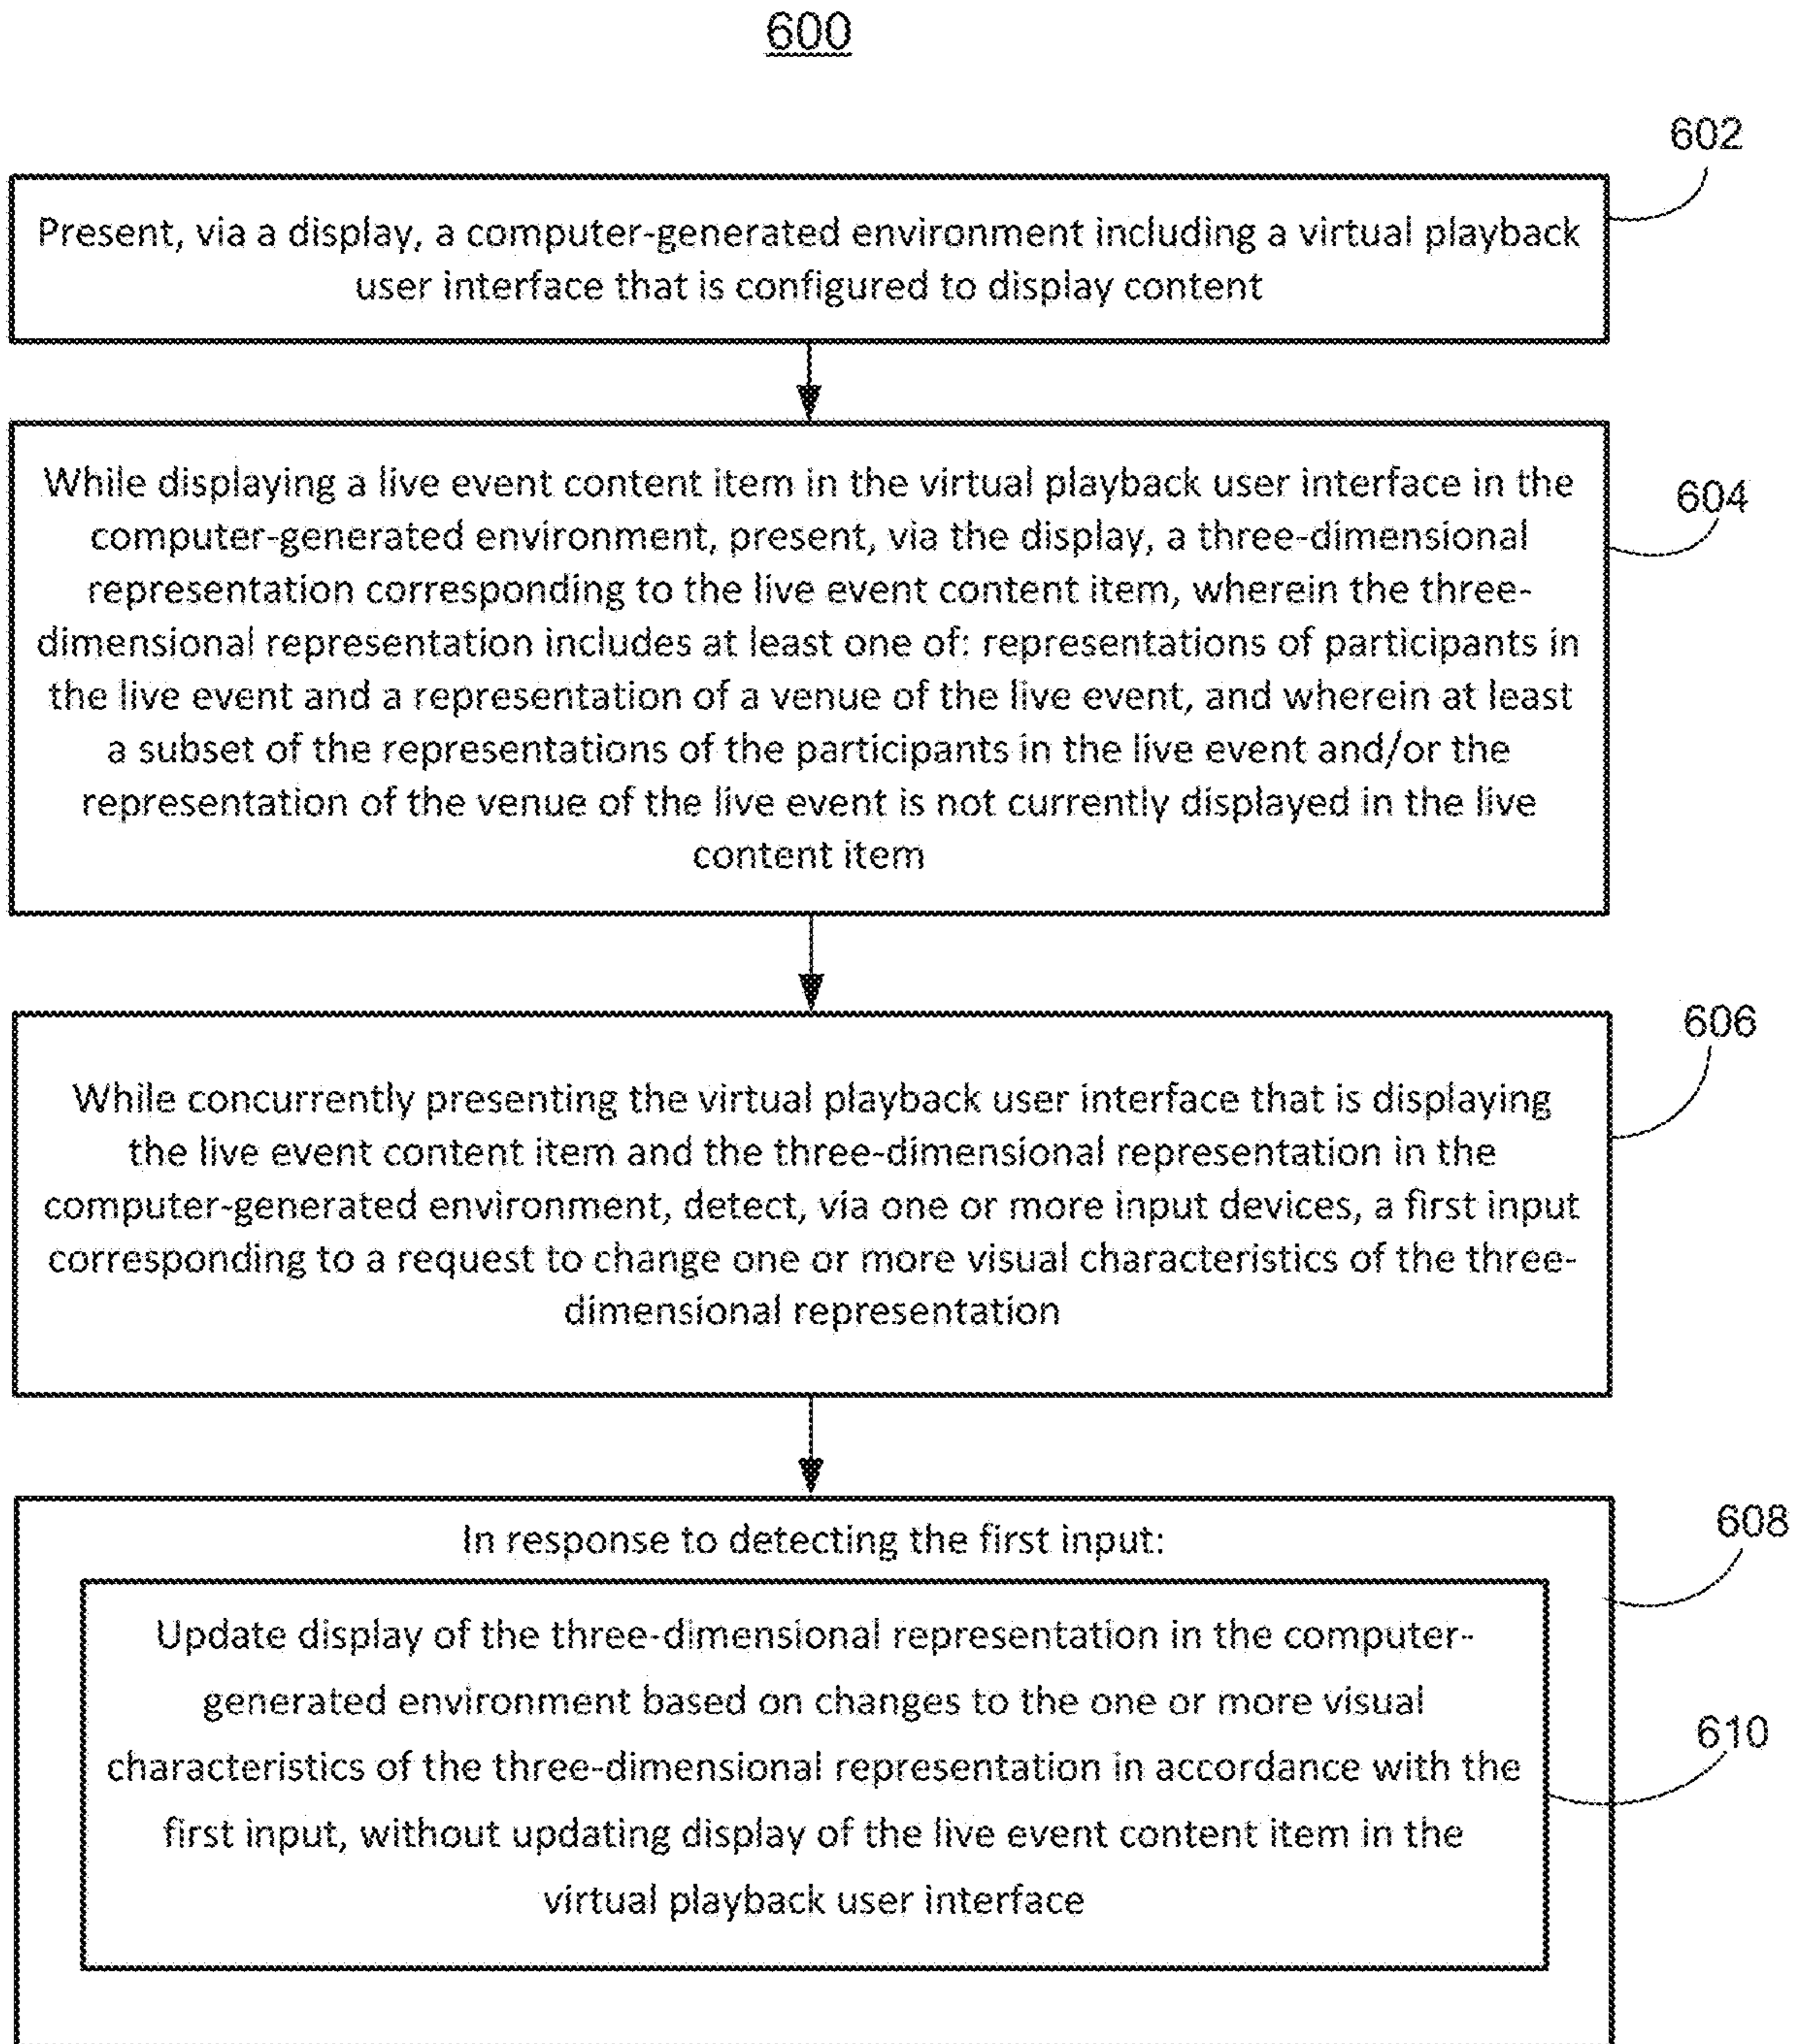 600
602
Present, via a display, a computer-generated environment including a virtual playback
user interface that is configured to display content
604
While displaying a live event content item in the virtual playback user interface in the
computer-generated environment, present, via the display, a three-dimensional
representation corresponding to the live event content item, wherein the three-
dimensional representation includes at least one of: representations of participants in
the live event and a representation of a venue of the live event, and wherein at least
a subset of the representations of the participants in the live event and/or the
representation of the venue of the live event is not currently displayed in the live
content item
606
While concurrently presenting the virtual playback user interface that is displaying
the live event content item and the three-dimensional representation in the
computer-generated environment, detect, via one or more input devices, a first input
corresponding to a request to change one or more visual characteristics of the three-
dimensional representation
608
In response to detecting the first input:
Update display of the three-dimensional representation in the computer-
generated environment based on changes to the one or more visual
610
characteristics of the three-dimensional representation in accordance with the
first input, without updating display of the live event content item in the
virtual playback user interface